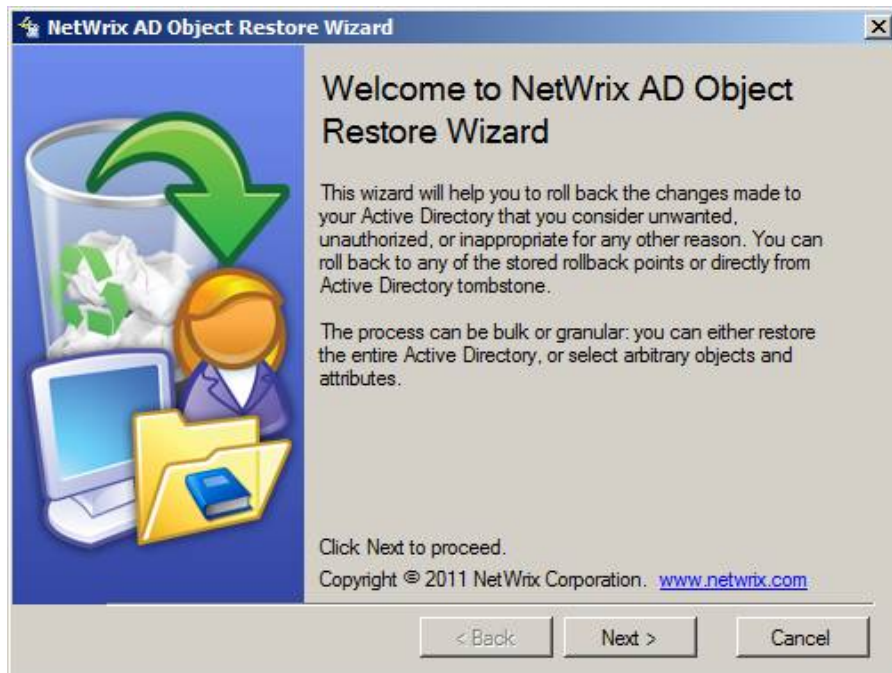 NetWrix AD Object Restore Wizard
Welcome to NetWrix AD Object
Restore Wizard
This wizard will help you to roll back the changes made to
your Active Directory that you consider unwanted,
unauthorized, or inappropriate for any other reason. You can
roll back to any of the stored rollback points or directly from
Active Directory tombstone.
The process can be bulk or granular: you can either restore
the entire Active Directory, or select arbitrary objects and
attributes.
Click Next to proceed.
Copyright © 2011 NetWrix Corporation. www.netwrix.com
< Back
Next >
Cancel